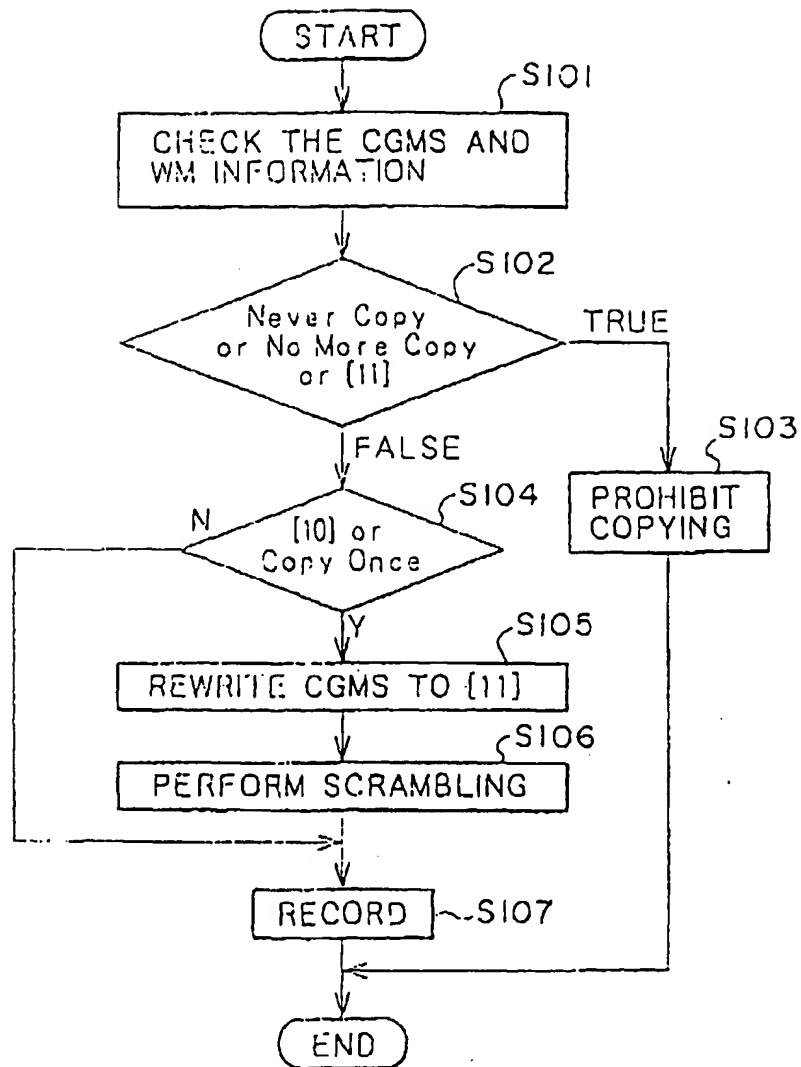 START
S101
CHECK THE CGMS AND
WM INFORMATION
S102
Never Copy
or No More Copy
or [11]
TRUE
FALSE
S103
PROHIBIT
COPYING
S104
N
[10] or
Copy Once
Y
S105
REWRITE CGMS TO [11]
S106
PERFORM SCRAMBLING
RECORD
S107
END